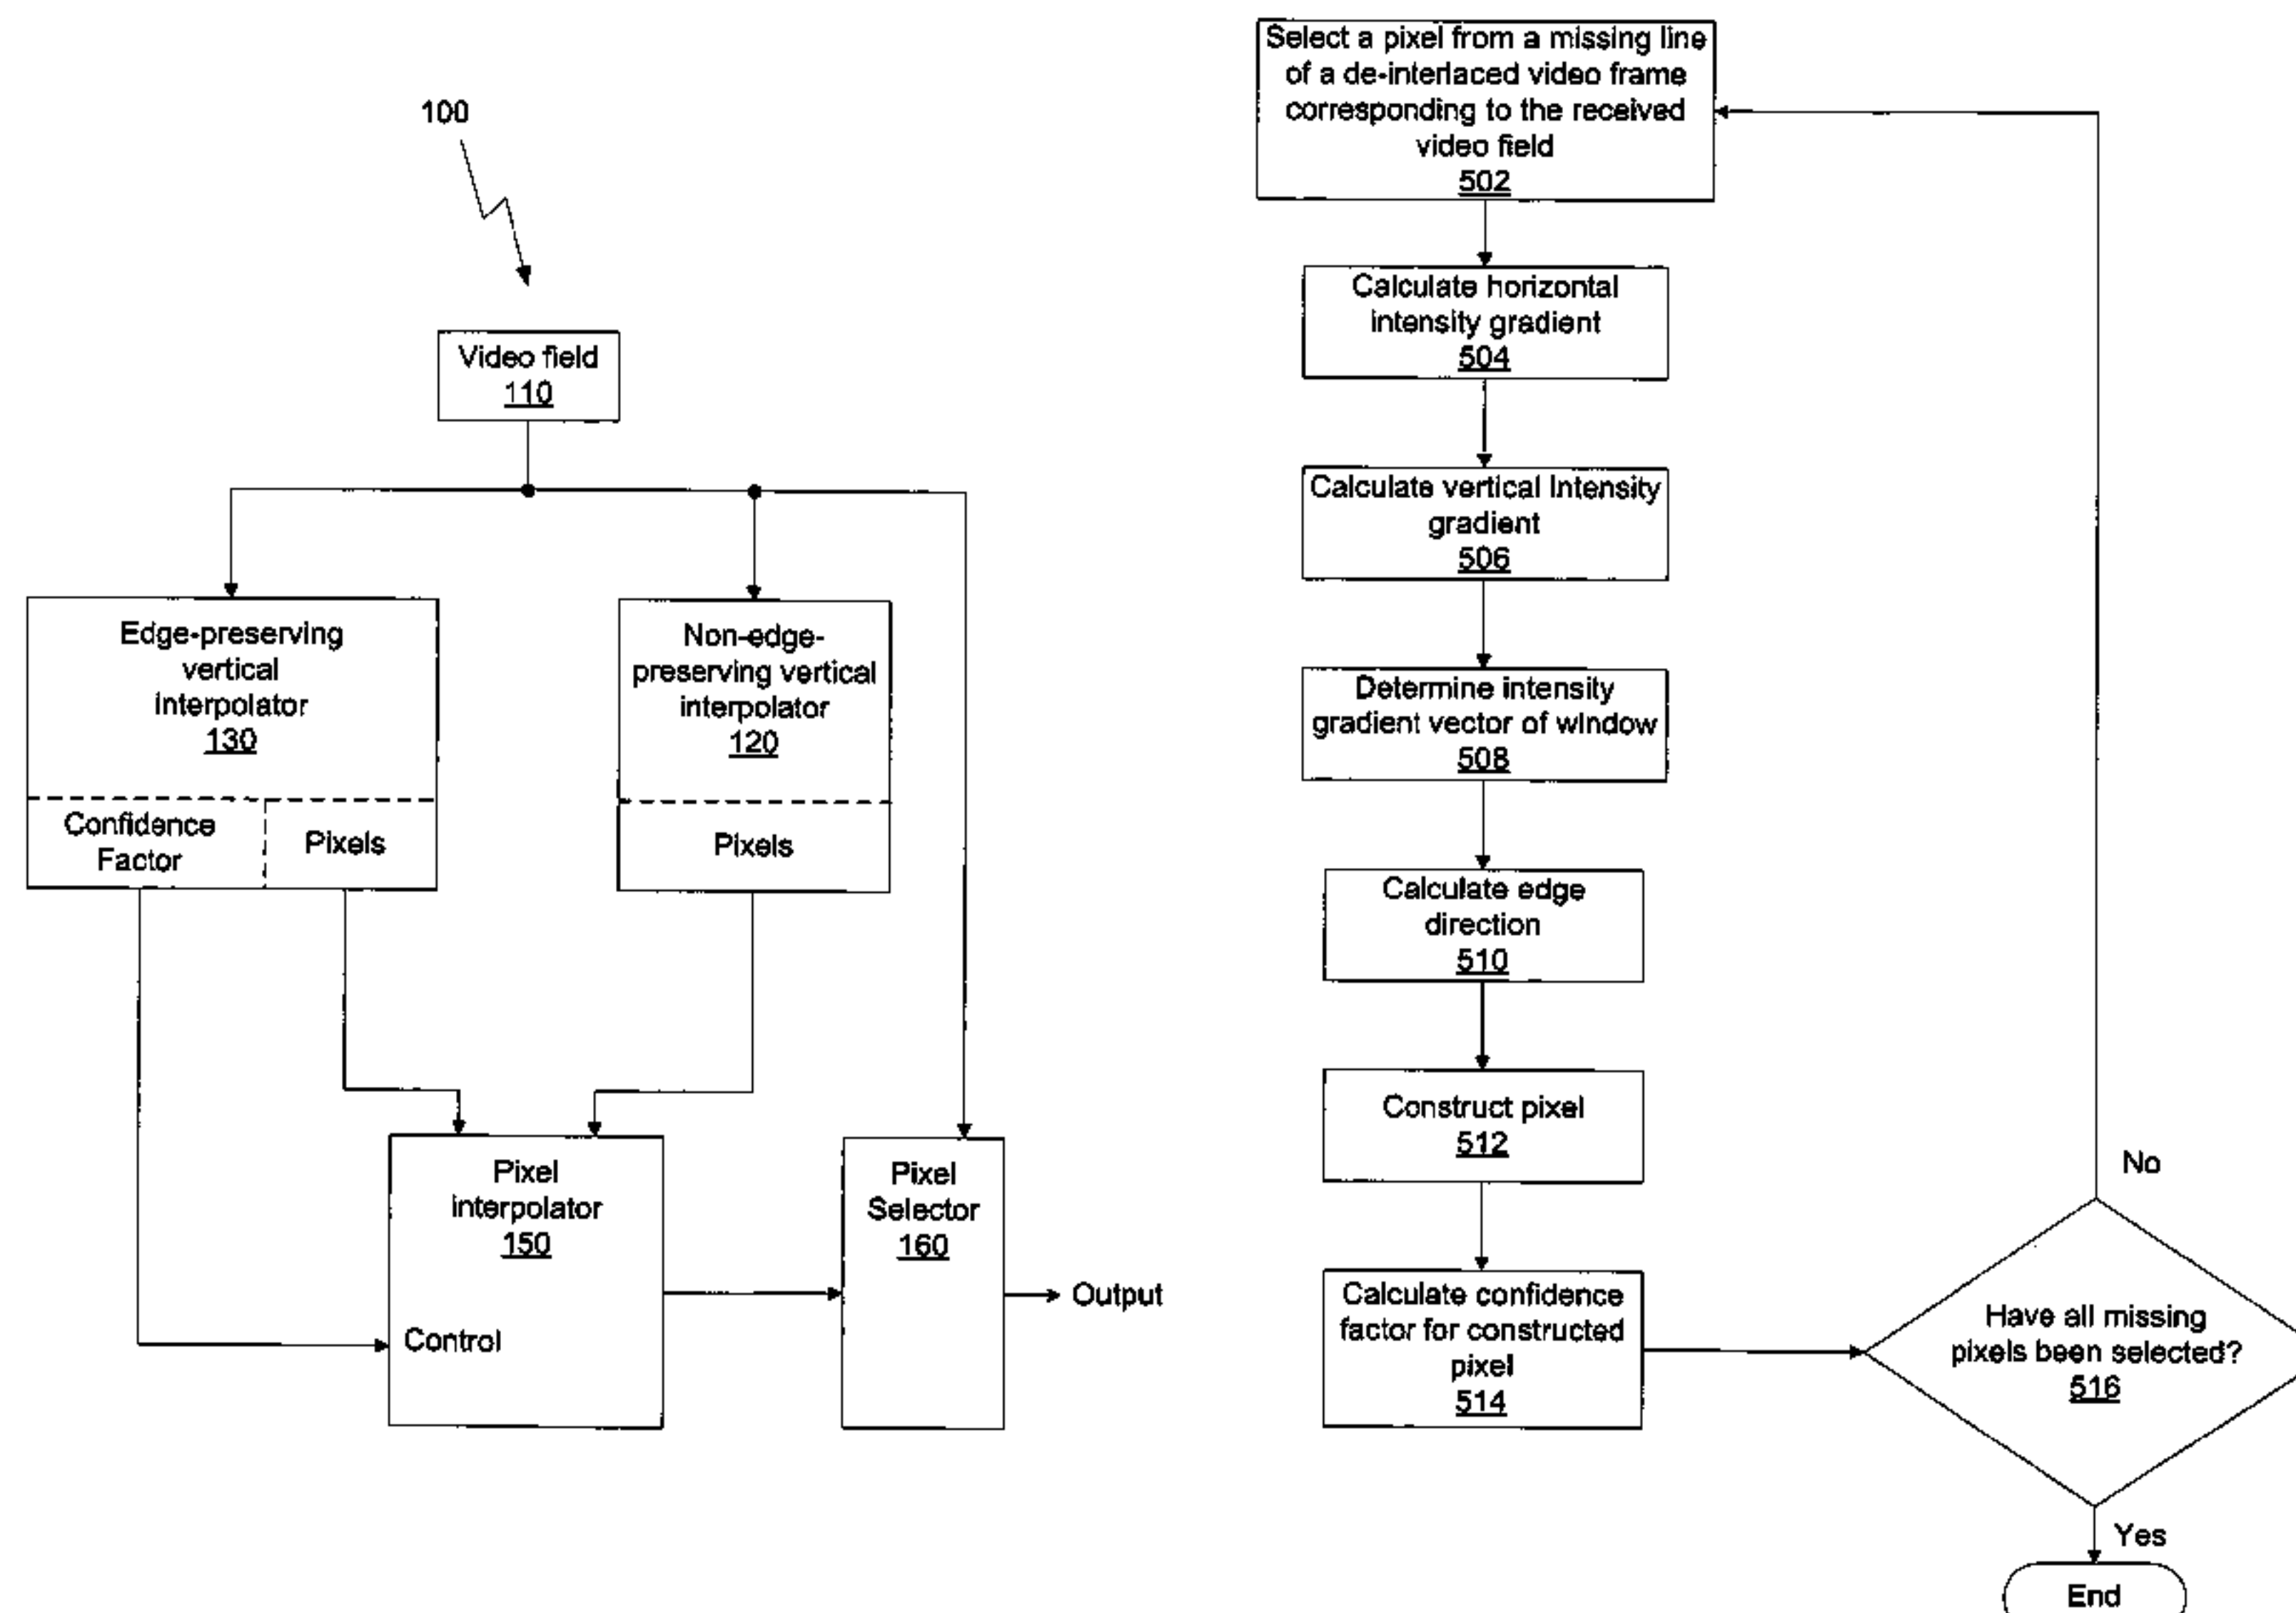 100
Video field
110
Edge-preserving
vertical
interpolator
130
Confidence
Factor
Pixels
Non-edge-
preserving vertical
interpolator
120
Pixels
Pixel
interpolator
150
Control
Pixel
Selector
160
Output
Select a pixel from a missing line
of a de-interlaced video frame
corresponding to the received
video field
502
Calculate horizontal
intensity gradient
504
Calculate vertical intensity
gradient
506
Determine intensity
gradient vector of window
508
Calculate edge
direction
510
Construct pixel
512
Calculate confidence
factor for constructed
pixel
514
No
Have all missing
pixels been selected?
516
Yes
End